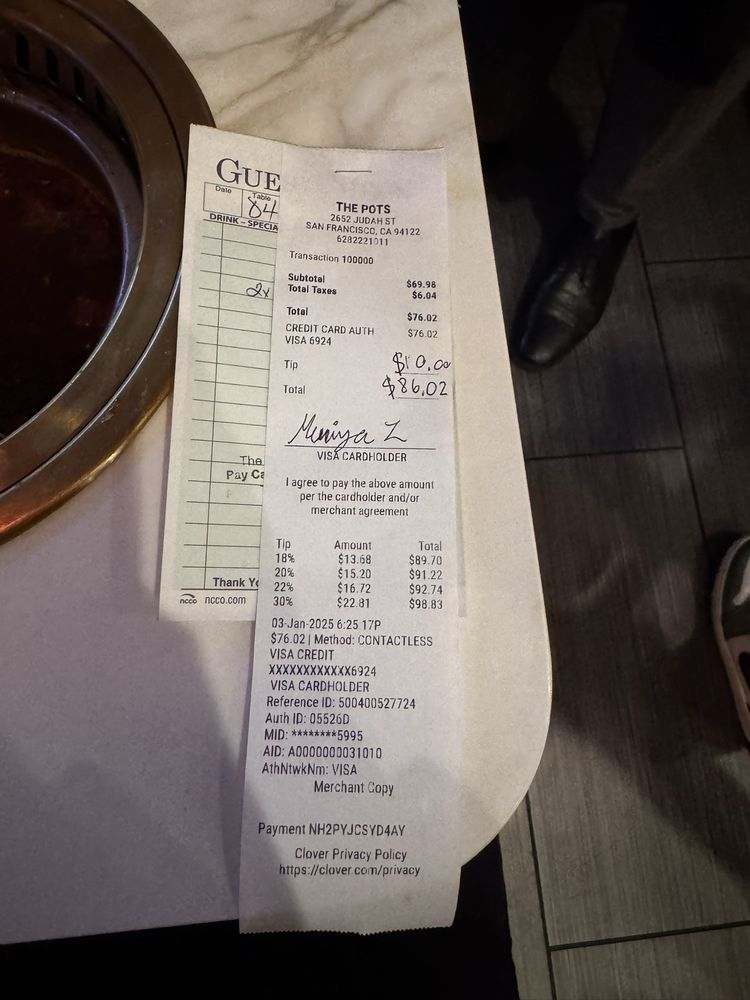 GUE
Date Table
84
DRINK – SPECIA
2x
The
Pay Ca
Thank Yo
ncco ncco.com
THE POTS
2652 JUDAH ST
SAN FRANCISCO, CA 94122
6282221011
Transaction 100000
Subtotal $69.98
Total Taxes $6.04
Total $76.02
CREDIT CARD AUTH $76.02
VISA 6924
Tip $10.00
Total $86.02
VISA CARDHOLDER
I agree to pay the above amount
per the cardholder and/or
merchant agreement
Tip Amount Total
18% $13.68 $89.70
20% $15.20 $91.22
22% $16.72 $92.74
30% $22.81 $98.83
03-Jan-2025 6:25 17P
$76.02 | Method: CONTACTLESS
VISA CREDIT
XXXXXXXXXXXX6924
VISA CARDHOLDER
Reference ID: 500400527724
Auth ID: 05526D
MID: ********5995
AID: A0000000031010
AthNtwkNm: VISA
Merchant Copy
Payment NH2PYJCSYD4AY
Clover Privacy Policy
https://clover.com/privacy